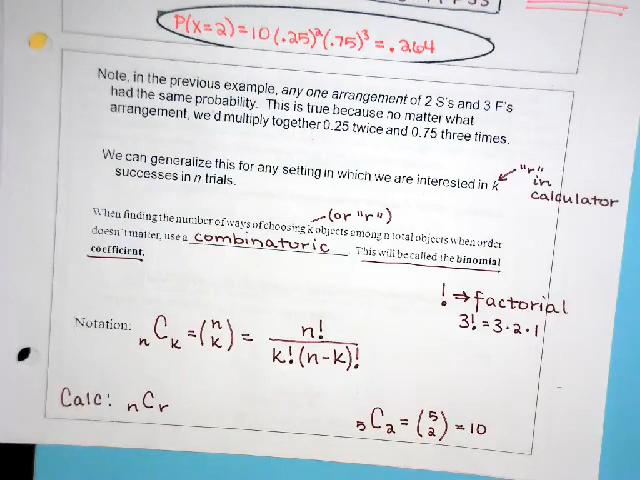 P(X=2) = 10(.25)²(.75)³ = .264
Note, in the previous example, any one arrangement of 2 S's and 3 F's
had the same probability. This is true because no matter what
arrangement, we'd multiply together 0.25 twice and 0.75 three times.
We can generalize this for any setting in which we are interested in k
"r"
in
calculator
successes in n trials.
(or "r")
When finding the number of ways of choosing k objects among n total objects when order
doesn't matter, use a combinatoric. This will be called the binomial
coefficient.
! ⇒ factorial
3! = 3·2·1
Notation: nCk = (n k) = n! / k!(n-k)!
Calc: nCr
5C2 = (5 2) = 10